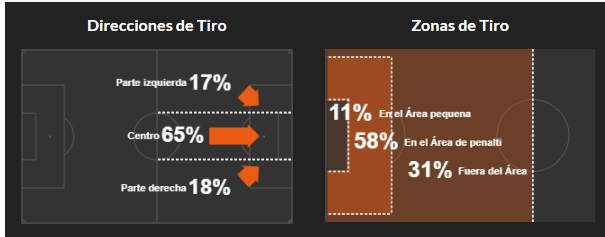 Direcciones de Tiro
Parte izquierda 17%
Centro 65%
Parte derecha 18%
Zonas de Tiro
11% En el Área pequena
58% En el Área de penalti
31% Fuera del Área